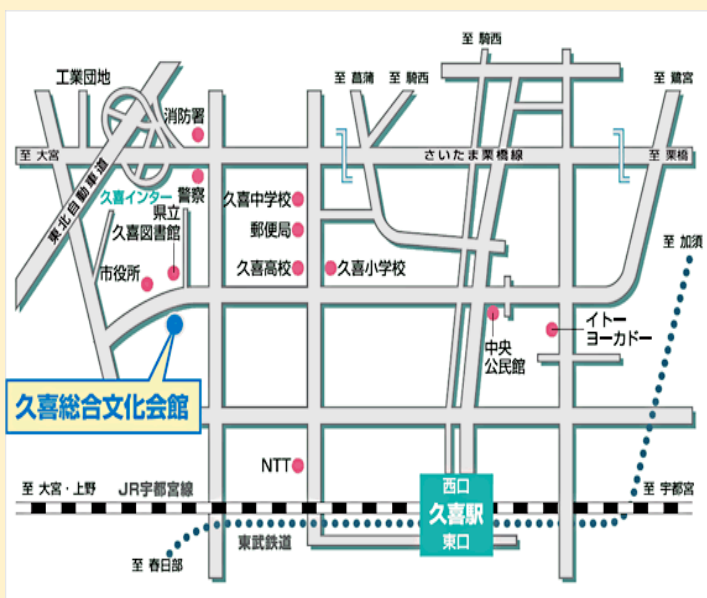 至 騎西
工業団地
至 菖蒲
至 騎西
至 鷲宮
消防署
至 大宮
さいたま栗橋線
至 栗橋
東北自動車道
久喜インター
警察
久喜中学校
県立
久喜図書館
郵便局
至 加須
市役所
久喜高校
久喜小学校
中央
公民館
イトー
ヨーカドー
久喜総合文化会館
NTT
至 大宮・上野
JR宇都宮線
西口
久喜駅
東口
至 宇都宮
東武鉄道
至 春日部